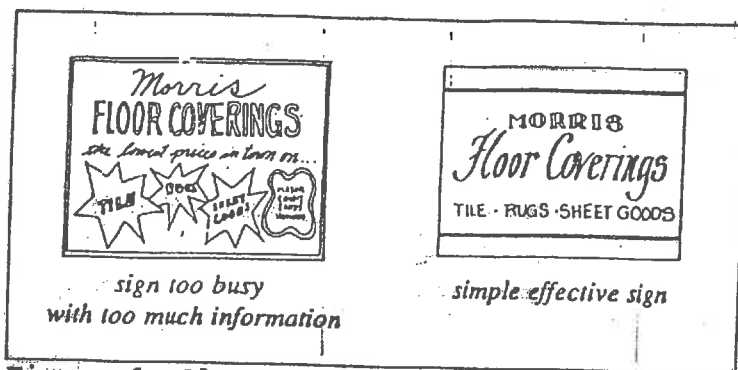 Morris
FLOOR COVERINGS
the lowest prices in town on...
TILE
RUGS
SHEET GOODS
sign too busy
with too much information
MORRIS
Floor Coverings
TILE · RUGS · SHEET GOODS
simple effective sign